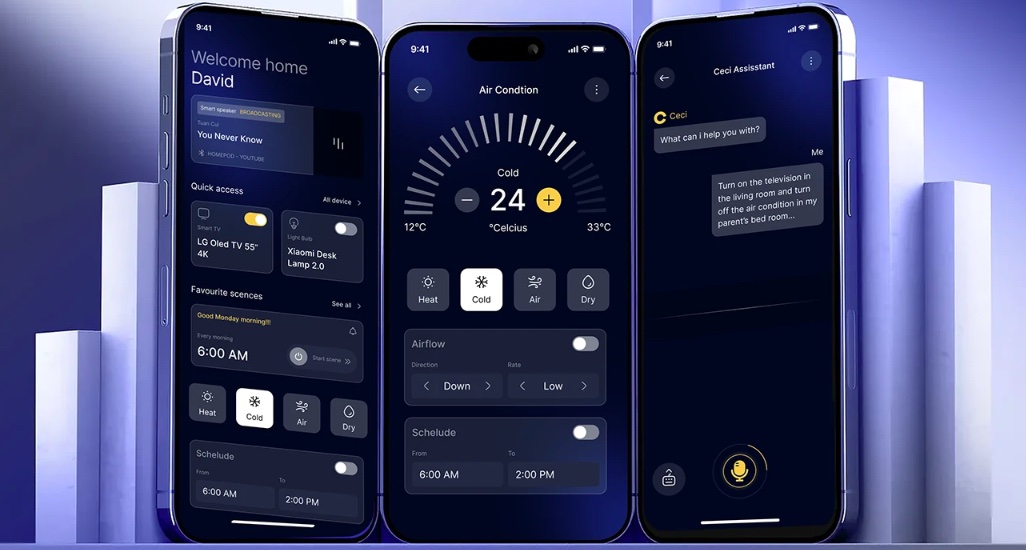 9:41
Welcome home
David
Smart speaker BROADCASTING
Tuan Cui
You Never Know
HOMEPOD - YOUTUBE
Quick access
All device
Smart TV
LG Oled TV 55"
4K
Light Bulb
Xiaomi Desk
Lamp 2.0
Favourite scences
See all
Good Monday morning!!!
Every morning
6:00 AM
Start scene
Heat
Cold
Air
Dry
Schelude
From
To
6:00 AM
2:00 PM
9:41
Air Condtion
Cold
24
12°C
°Celcius
33°C
Heat
Cold
Air
Dry
Airflow
Direction
Rate
Down
Low
Schelude
From
To
6:00 AM
2:00 PM
9:41
Ceci Assisstant
Ceci
What can i help you with?
Me
Turn on the television in
the living room and turn
off the air condition in my
parent's bed room...